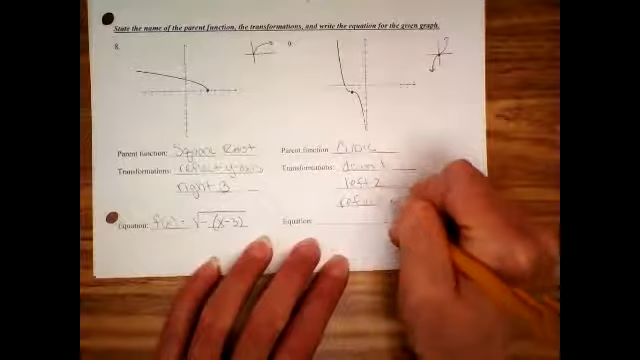 State the name of the parent function, the transformations, and write the equation for the given graph.
8.
9.
Parent function: Square Root
Transformations: reflect y-axis
right 3
Equation: f(x) = √-(x-3)
Parent function Cubic
Transformations: down 1
left 2
Equation: